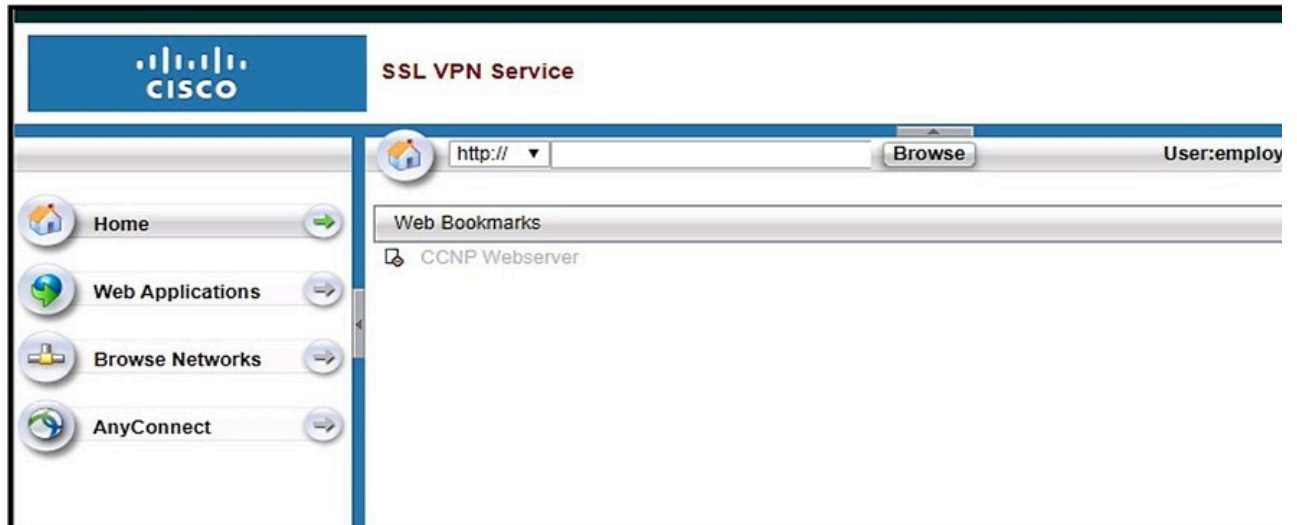 CISCO
SSL VPN Service
http://
Browse
User:employ
Home
Web Applications
Browse Networks
AnyConnect
Web Bookmarks
CCNP Webserver